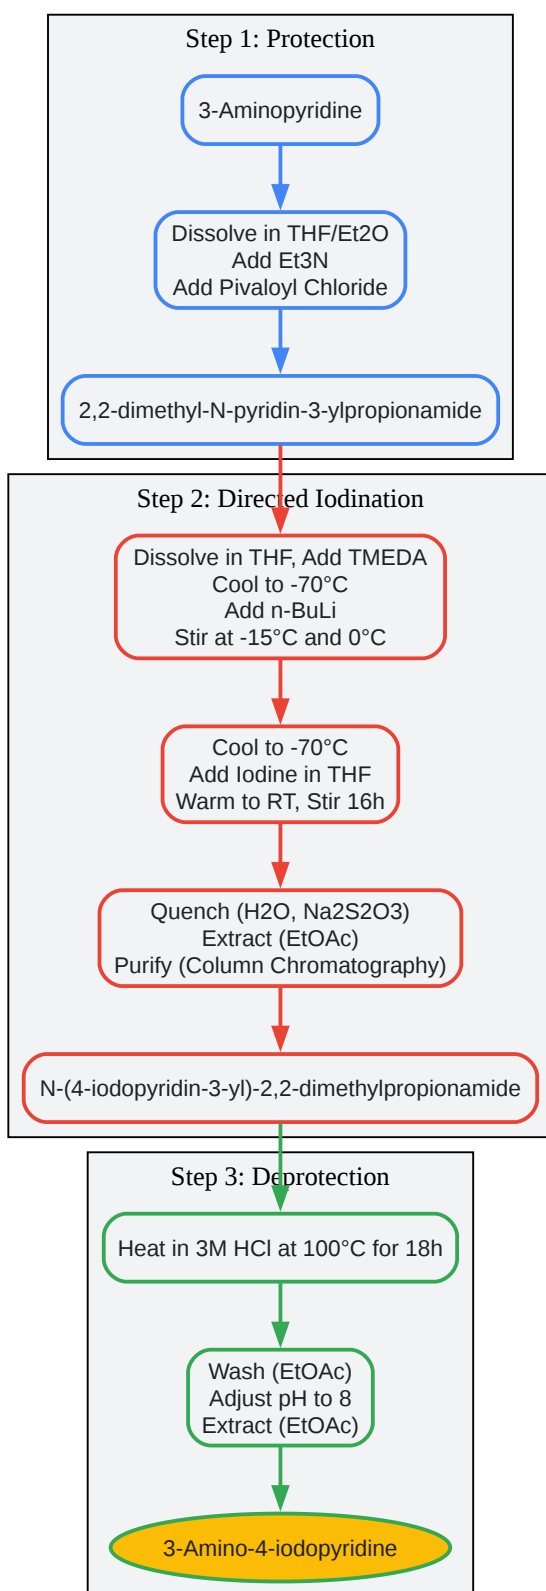 Step 1: Protection
3-Aminopyridine
Dissolve in THF/Et2O
Add Et3N
Add Pivaloyl Chloride
2,2-dimethyl-N-pyridin-3-ylpropionamide
Step 2: Directed Iodination
Dissolve in THF, Add TMEDA
Cool to -70°C
Add n-BuLi
Stir at -15°C and 0°C
Cool to -70°C
Add Iodine in THF
Warm to RT, Stir 16h
Quench (H2O, Na2S2O3)
Extract (EtOAc)
Purify (Column Chromatography)
N-(4-iodopyridin-3-yl)-2,2-dimethylpropionamide
Step 3: Deprotection
Heat in 3M HCl at 100°C for 18h
Wash (EtOAc)
Adjust pH to 8
Extract (EtOAc)
3-Amino-4-iodopyridine